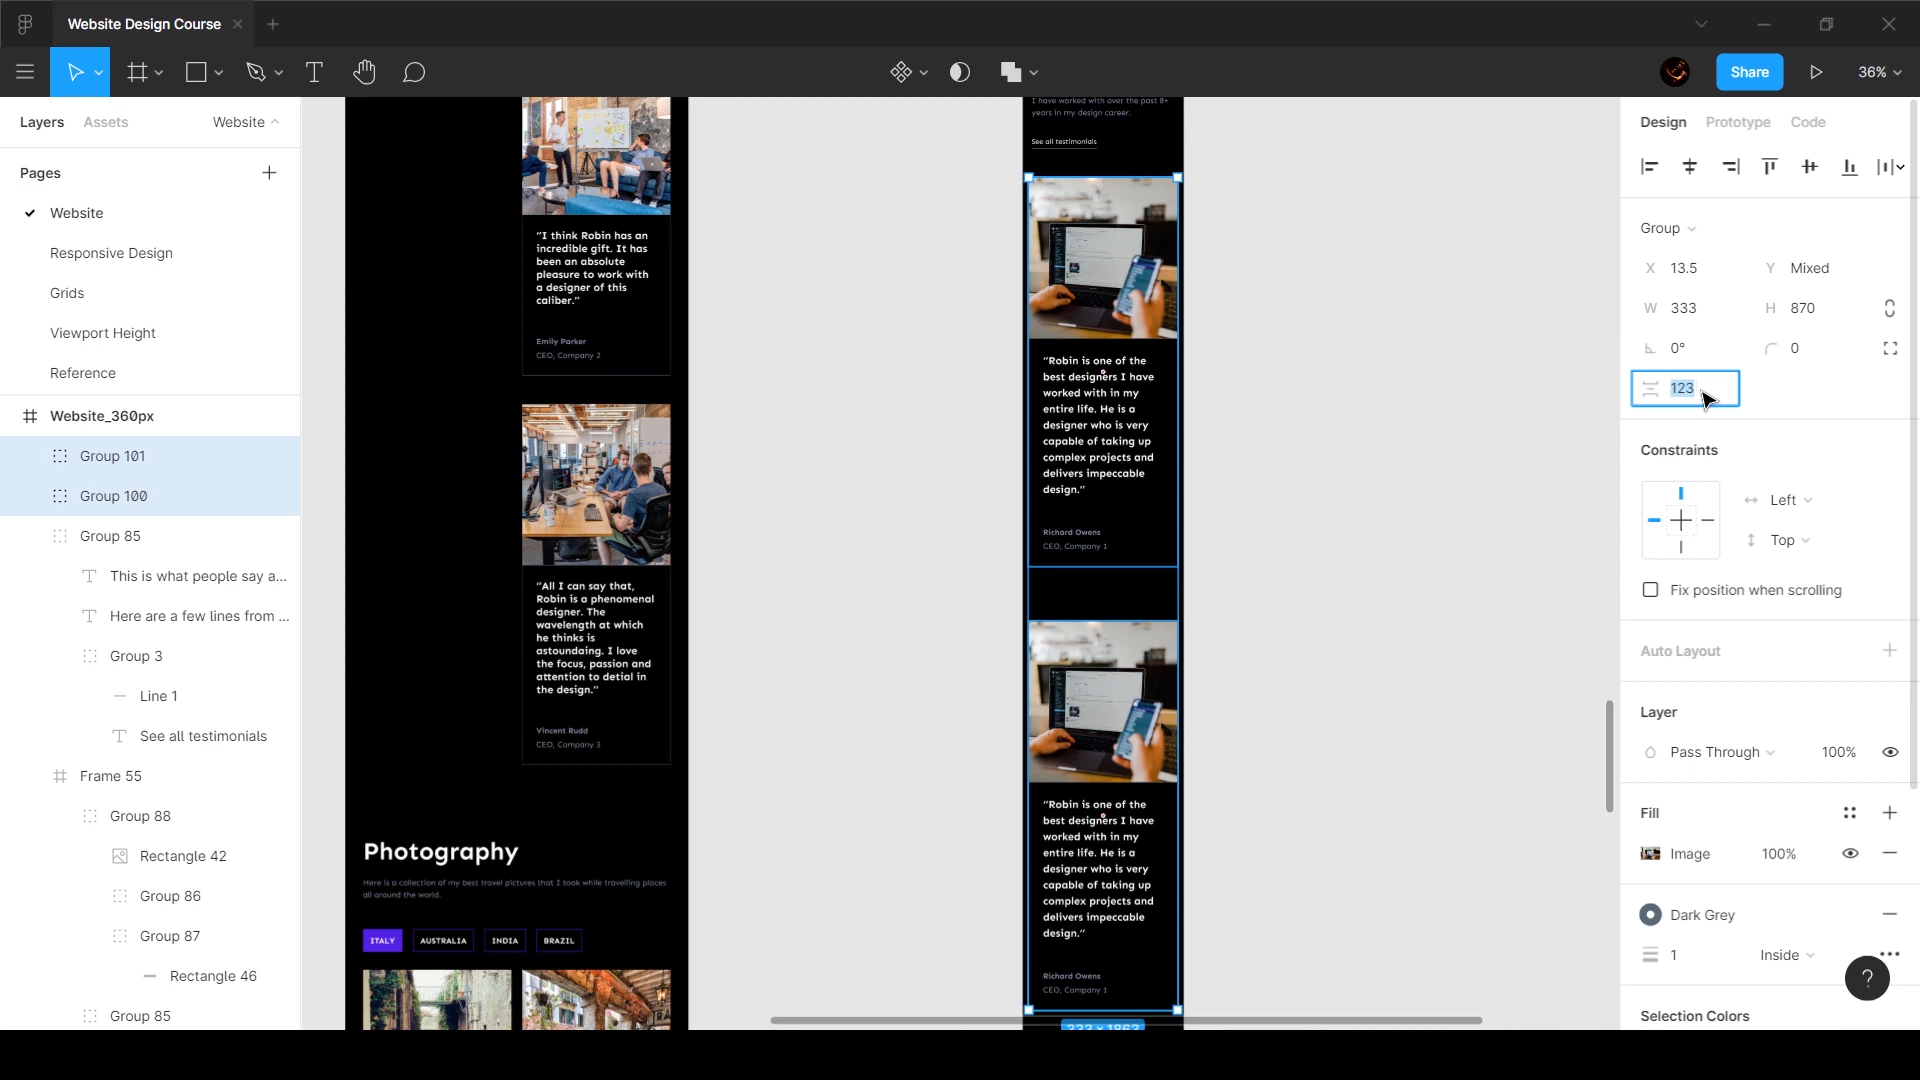 Website Design Course
Share
36%
Layers
Assets
Website
Pages
Website
Responsive Design
Grids
Viewport Height
Reference
Website_360px
Group 101
Group 100
Group 85
This is what people say a...
Here are a few lines from ...
Group 3
Line 1
See all testimonials
Frame 55
Group 88
Rectangle 42
Group 86
Group 87
Rectangle 46
Group 85
"I think Robin has an
incredible gift. It has
been an absolute
pleasure to work with
a designer of this
caliber."
Emily Parker
CEO, Company 2
"All I can say that,
Robin is a phenomenal
designer. The
wavelength at which
he thinks is
astoundaing. I love
the focus, passion and
attention to detial in
the design."
Vincent Rudd
CEO, Company 3
Photography
Here is a collection of my best travel pictures that I took while travelling places
all around the world.
ITALY
AUSTRALIA
INDIA
BRAZIL
I have worked with over the past 8+
years in my design career.
See all testimonials
"Robin is one of the
best designers I have
worked with in my
entire life. He is a
designer who is very
capable of taking up
complex projects and
delivers impeccable
design."
Richard Owens
CEO, Company 1
"Robin is one of the
best designers I have
worked with in my
entire life. He is a
designer who is very
capable of taking up
complex projects and
delivers impeccable
design."
Richard Owens
CEO, Company 1
333 x 1863
Design
Prototype
Code
Group
X 13.5
Y Mixed
W 333
H 870
0°
0
123
Constraints
Left
Top
Fix position when scrolling
Auto Layout
Layer
Pass Through
100%
Fill
Image
100%
Dark Grey
1
Inside
?
Selection Colors